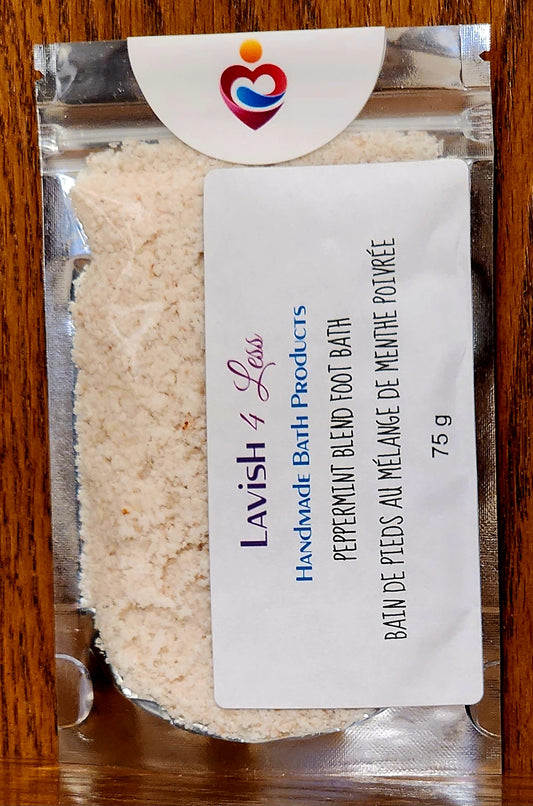 Lavish 4 Less
Handmade Bath Products
PEPPERMINT BLEND FOOT BATH
BAIN DE PIEDS AU MÉLANGE DE MENTHE POIVRÉE
75 g